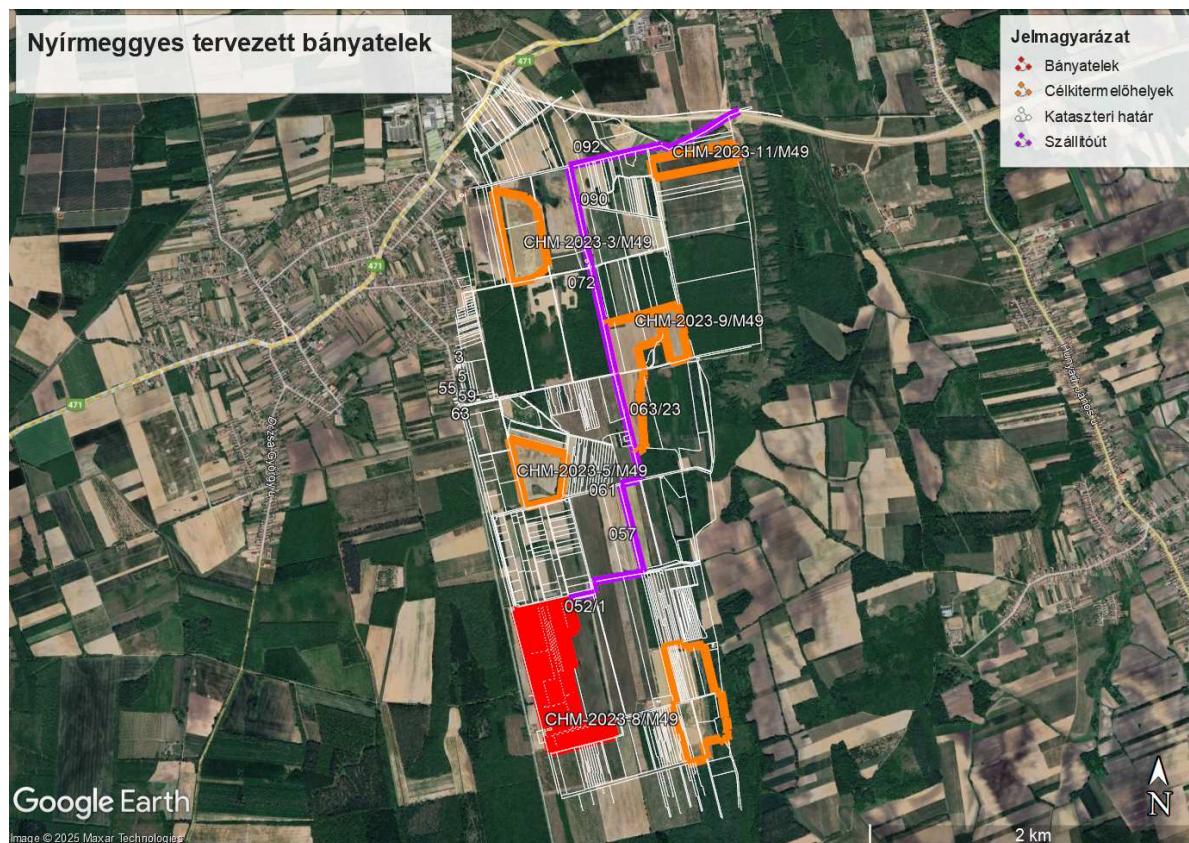 Nyírmeggyes tervezett bányatelek
Jelmagyarázat
Bányatelek
Célkitermelőhelyek
Kataszteri határ
Szállítóút
471
092
CHM-2023-11/M49
090
CHM-2023-3/M49
471
072
CHM-2023-9/M49
3
5
55
59
471
63
063/23
CHM-2023-5/M49
061
057
052/1
CHM-2023-8/M49
Google Earth
N
Image © 2025 Maxar Technologies
2 km